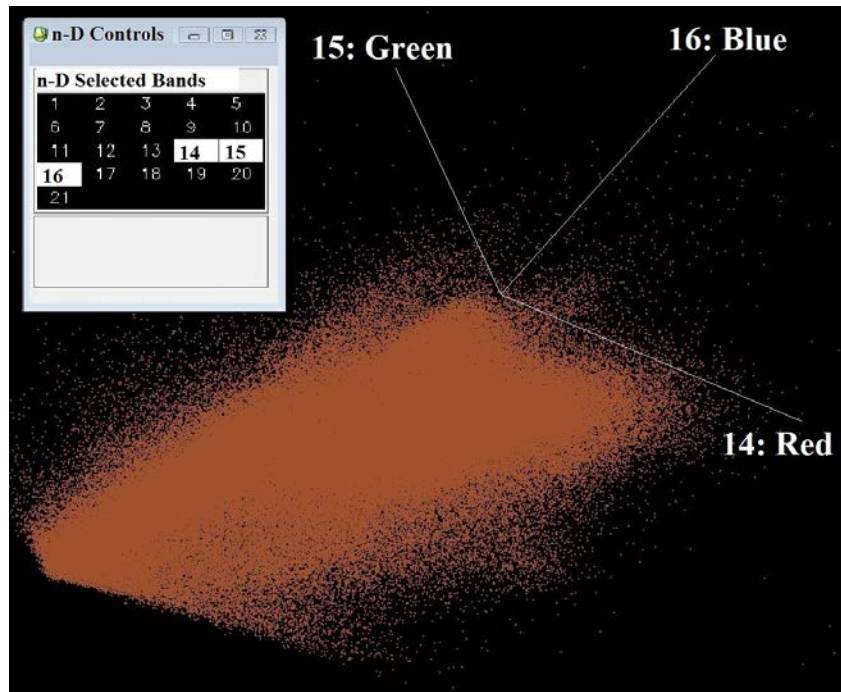 n-D Controls
n-D Selected Bands
1 2 3 4 5
6 7 8 9 10
11 12 13 14 15
16 17 18 19 20
21
15: Green
16: Blue
14: Red